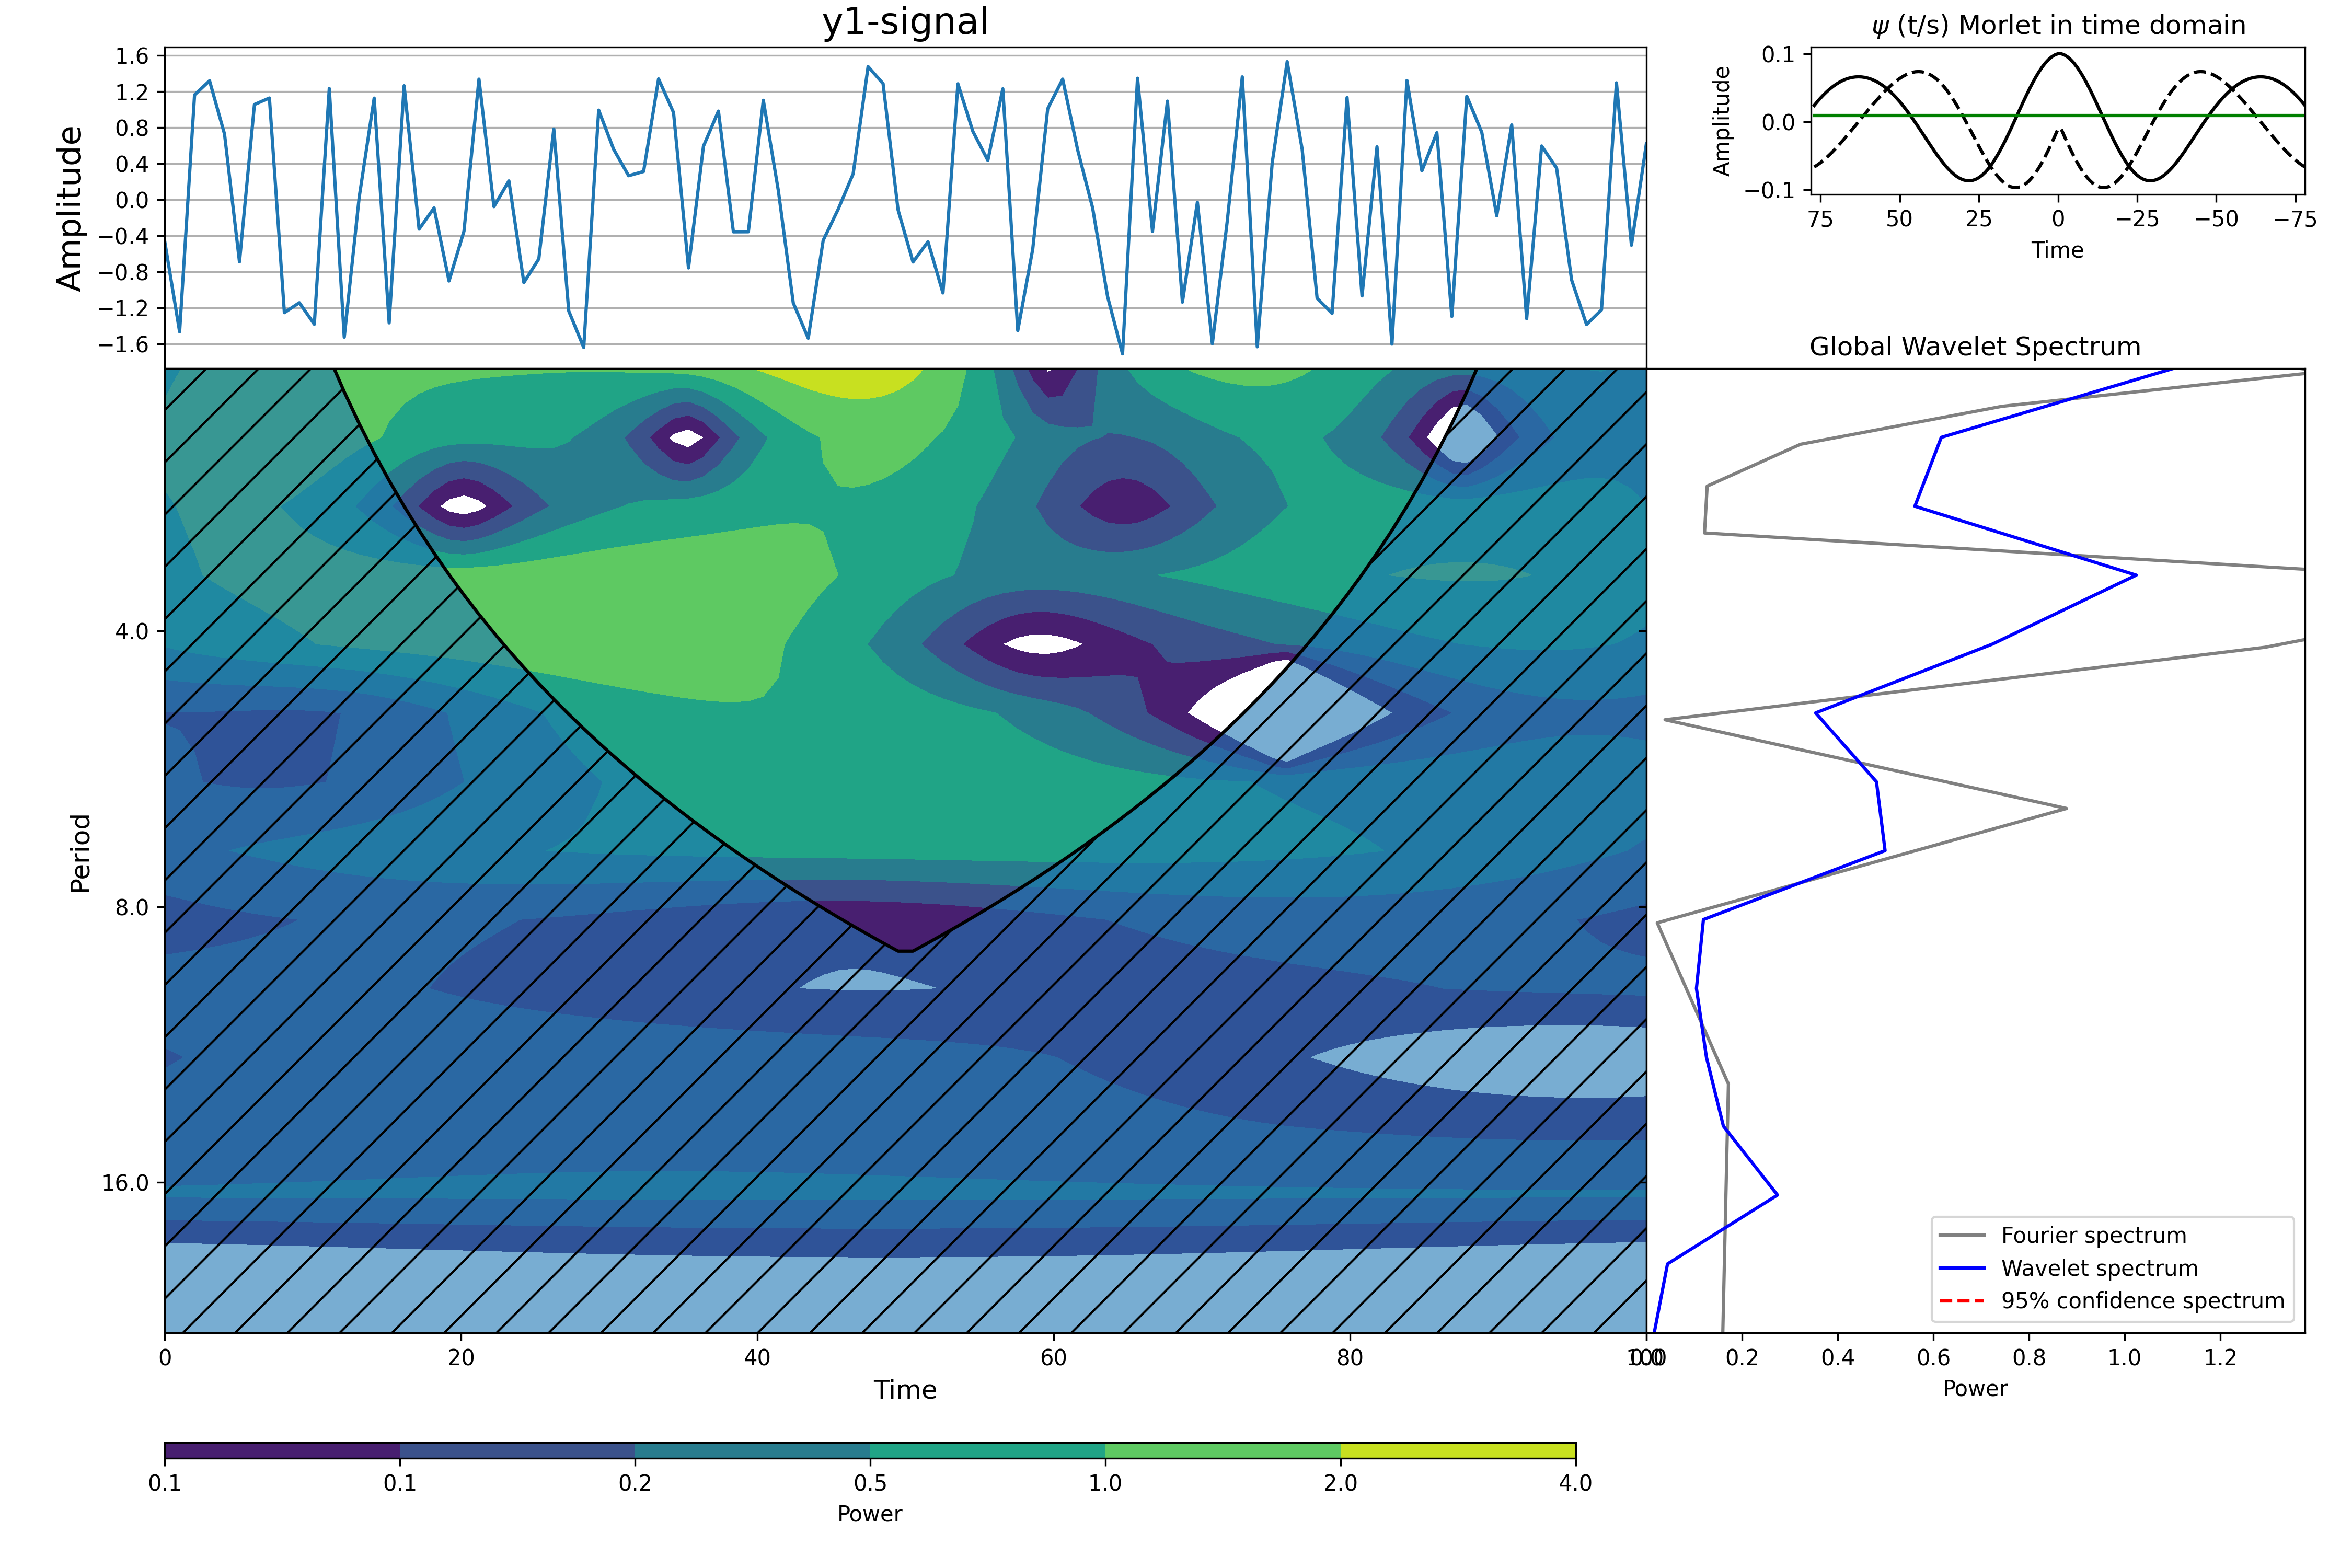 y1-signal
Amplitude
1.6
1.2
0.8
0.4
0.0
−0.4
−0.8
−1.2
−1.6
ψ (t/s) Morlet in time domain
Amplitude
0.1
0.0
−0.1
75 50 25 0 −25 −50 −75
Time
Global Wavelet Spectrum
Period
4.0
8.0
16.0
0 20 40 60 80 100
Time
0.0 0.2 0.4 0.6 0.8 1.0 1.2
Power
Fourier spectrum
Wavelet spectrum
95% confidence spectrum
0.1 0.1 0.2 0.5 1.0 2.0 4.0
Power